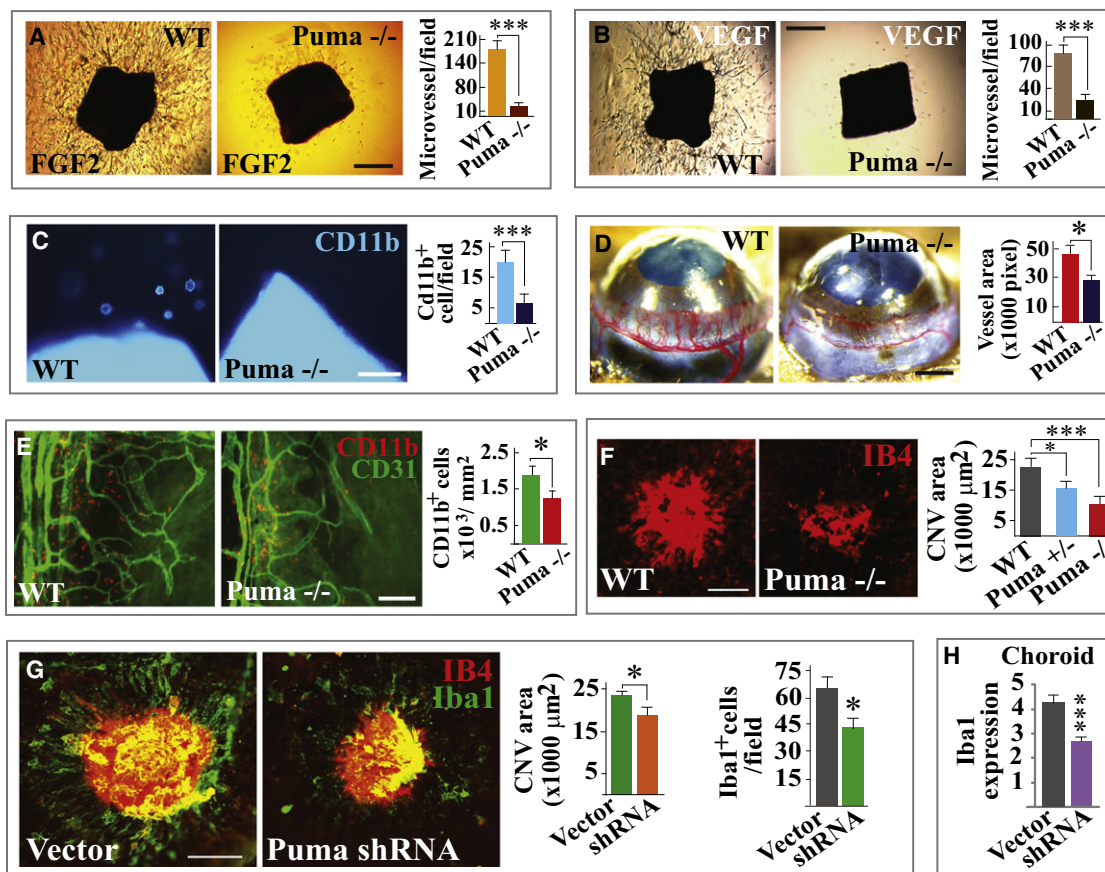 A
WT
FGF2
Puma -/-
FGF2
Microvessel/field
210
140
80
10
***
WT
Puma -/-
B
VEGF
WT
VEGF
Puma -/-
Microvessel/field
100
70
40
10
***
WT
Puma -/-
C
WT
CD11b
Puma -/-
Cd11b+
cell/field
25
15
5
***
WT
Puma -/-
D
WT
Puma -/-
Vessel area
(x1000 pixel)
50
30
10
*
WT
Puma -/-
E
WT
CD11b
CD31
Puma -/-
CD11b+ cells
x10³/ mm²
2.5
1.5
0.5
*
WT
Puma -/-
F
WT
IB4
Puma -/-
CNV area
(x1000 µm²)
25
15
5
***
*
WT
Puma +/-
Puma -/-
G
Vector
IB4
Iba1
Puma shRNA
CNV area
(x1000 µm²)
25
15
5
*
Vector
shRNA
Iba1+cells
/field
75
60
45
30
15
*
Vector
shRNA
H
Choroid
Iba1
expression
5
4
3
2
1
***
Vector
shRNA